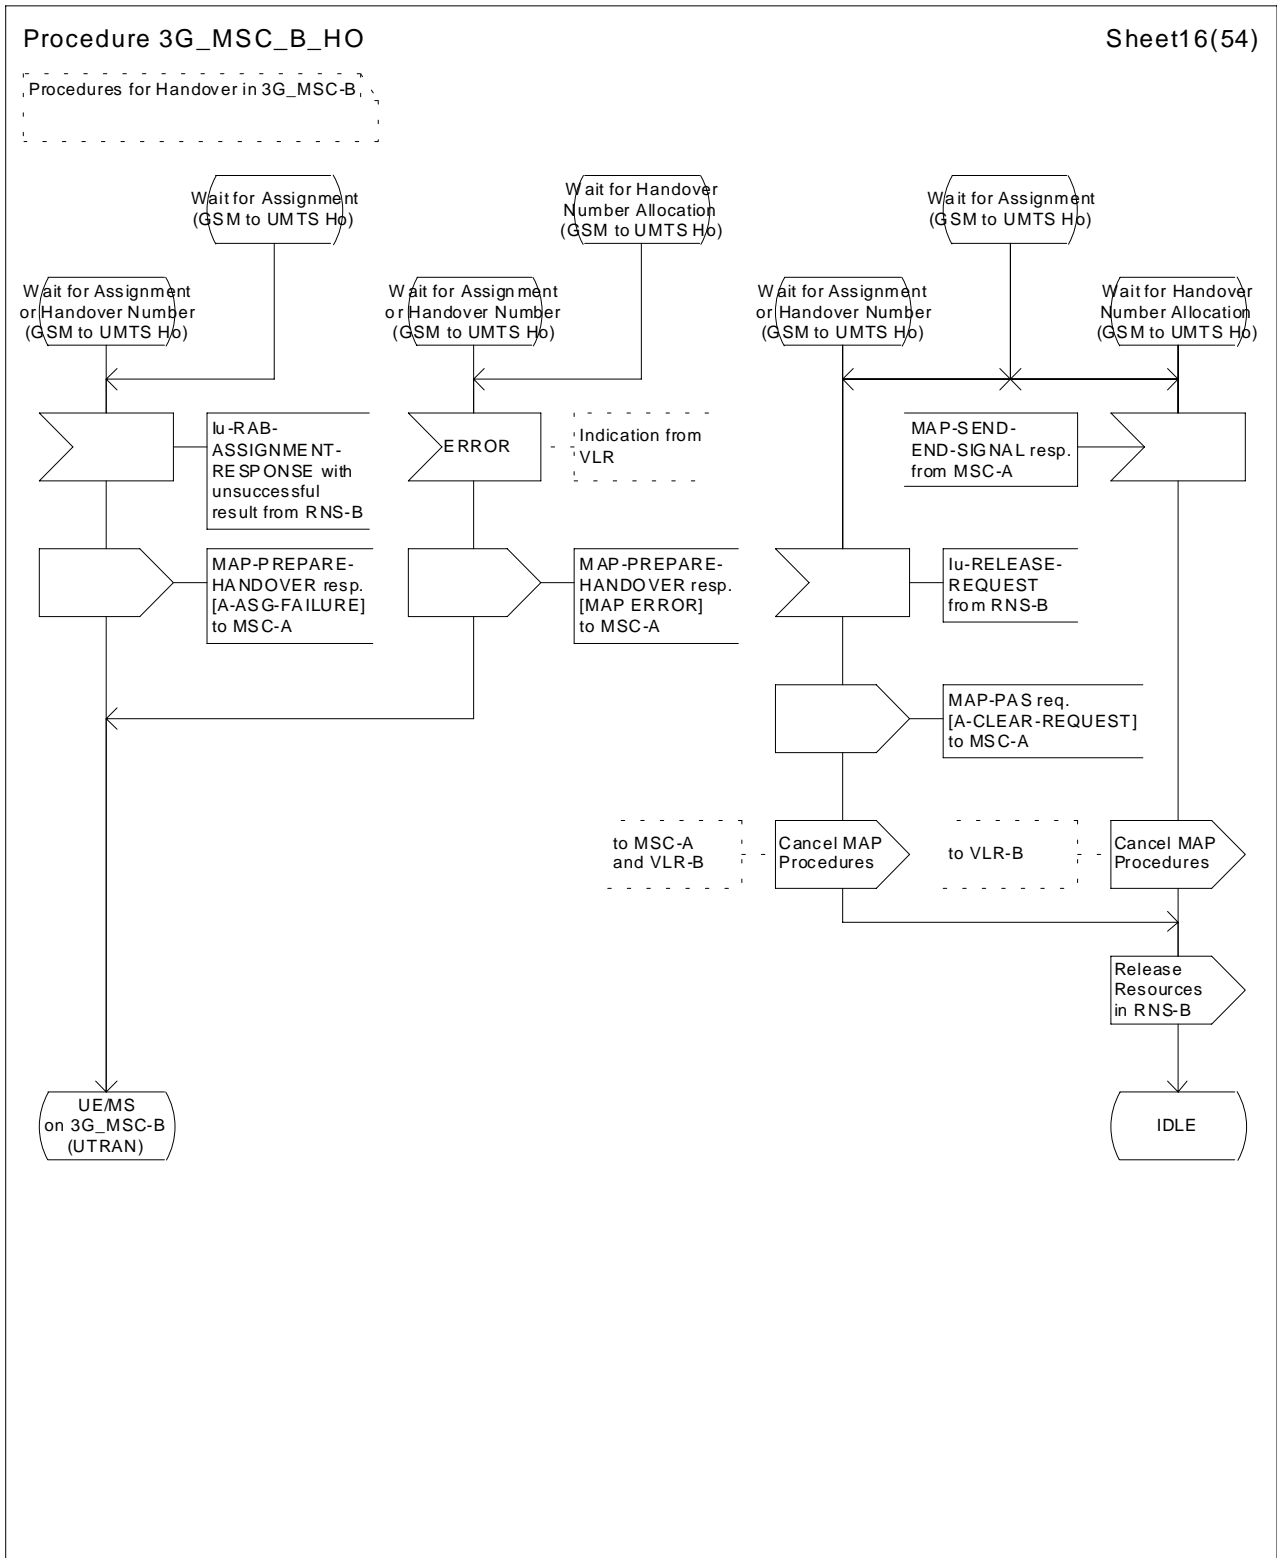 Procedure 3G_MSC_B_HO
Sheet16(54)
Procedures for Handover in 3G_MSC-B
Wait for Assignment
(GSM to UMTS Ho)
Wait for Handover
Number Allocation
(GSM to UMTS Ho)
Wait for Assignment
(GSM to UMTS Ho)
Wait for Assignment
or Handover Number
(GSM to UMTS Ho)
Wait for Assignment
or Handover Number
(GSM to UMTS Ho)
Wait for Assignment
or Handover Number
(GSM to UMTS Ho)
Wait for Handover
Number Allocation
(GSM to UMTS Ho)
Iu-RAB-
ASSIGNMENT-
RESPONSE with
unsuccessful
result from RNS-B
ERROR
Indication from
VLR
MAP-SEND-
END-SIGNAL resp.
from MSC-A
MAP-PREPARE-
HANDOVER resp.
[A-ASG-FAILURE]
to MSC-A
MAP-PREPARE-
HANDOVER resp.
[MAP ERROR]
to MSC-A
Iu-RELEASE-
REQUEST
from RNS-B
MAP-PAS req.
[A-CLEAR-REQUEST]
to MSC-A
to MSC-A
and VLR-B
Cancel MAP
Procedures
to VLR-B
Cancel MAP
Procedures
Release
Resources
in RNS-B
UE/MS
on 3G_MSC-B
(UTRAN)
IDLE